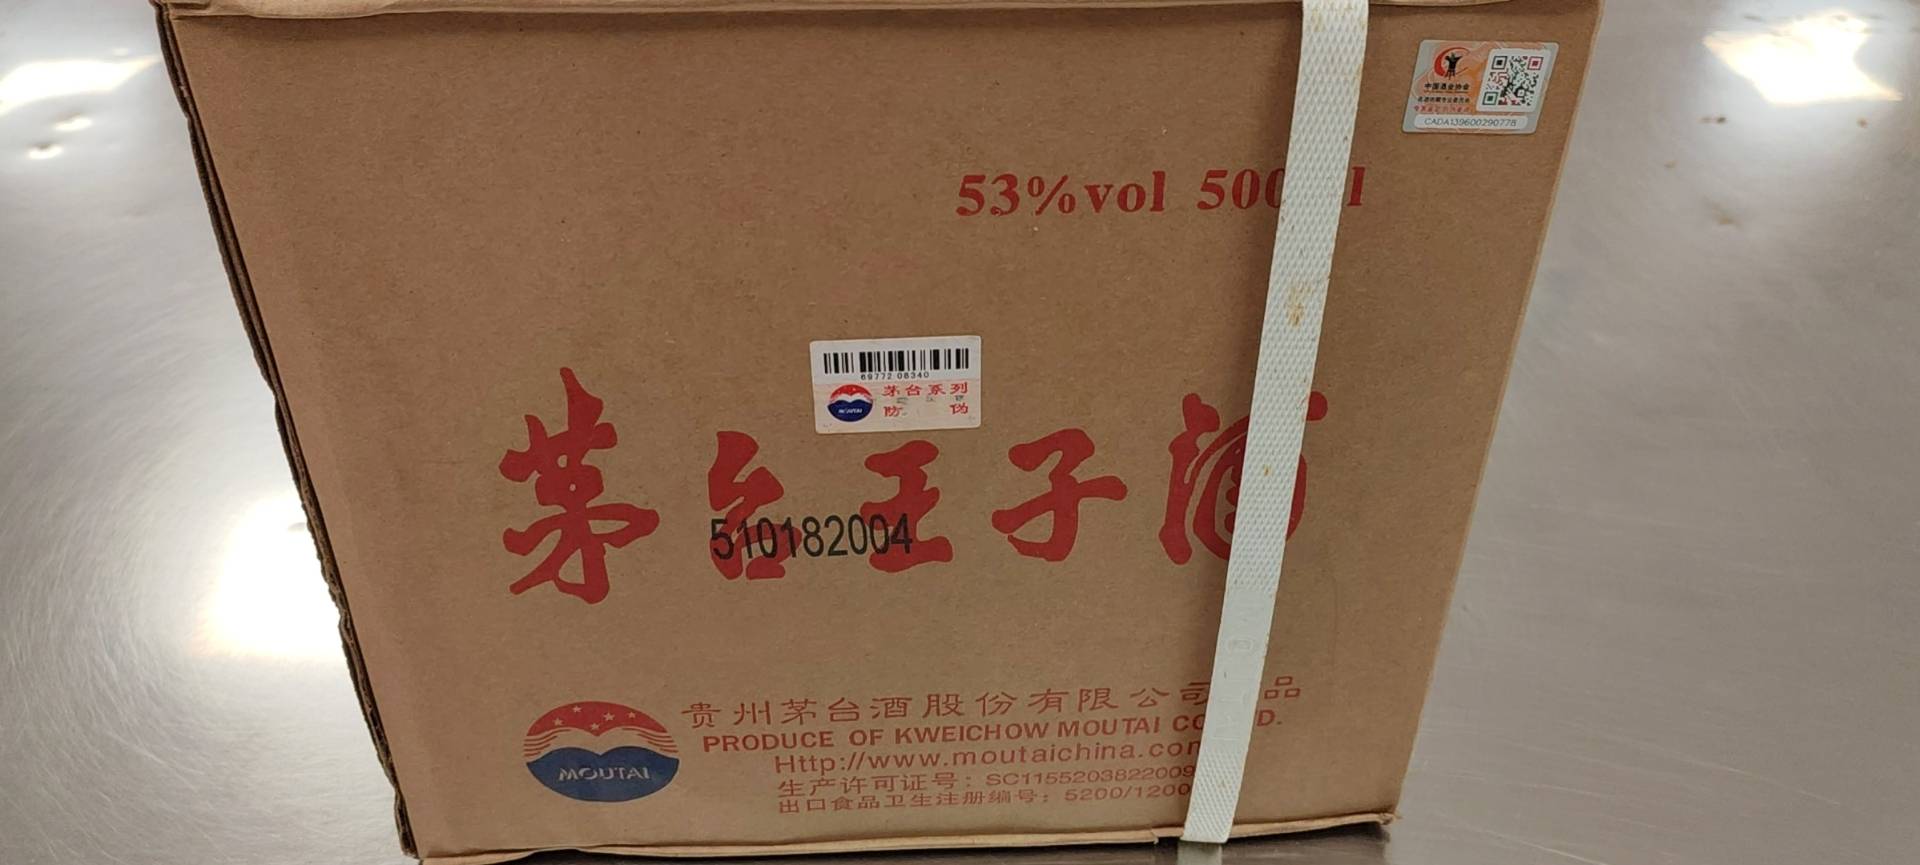 中国酒业协会
CADA139600290778
53%vol 500 l
69772 08340
茅台系列
MOUTAI
防 伪
茅台王子酒
510182004
贵州茅台酒股份有限公司 品
PRODUCE OF KWEICHOW MOUTAI CO D.
MOUTAI
Http://www.moutaichina.com
生产许可证号：SC1155203822009
出口食品卫生注册编号：5200/1200